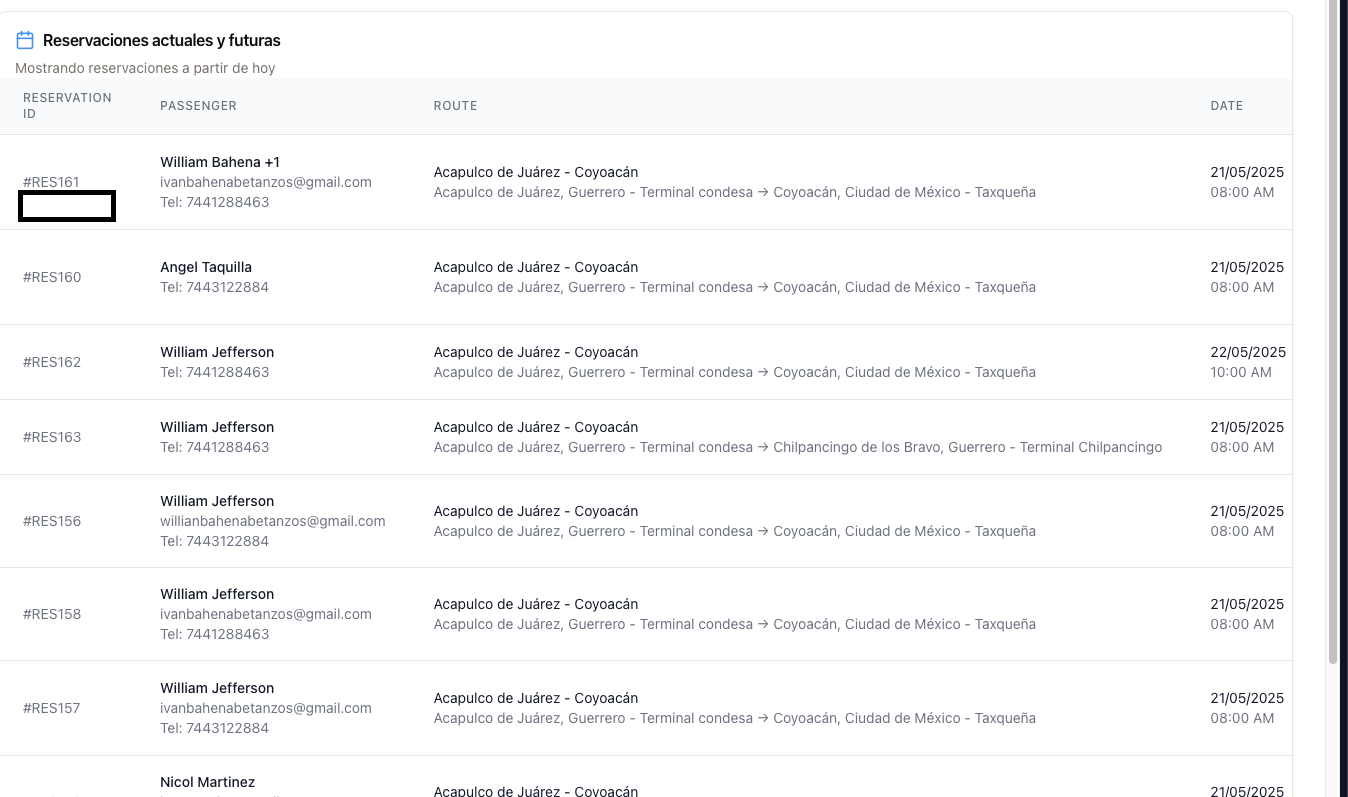 Reservaciones actuales y futuras
Mostrando reservaciones a partir de hoy
RESERVATION ID PASSENGER ROUTE DATE
#RES161
William Bahena +1
ivanbahenabetanzos@gmail.com
Tel: 7441288463
Acapulco de Juárez - Coyoacán
Acapulco de Juárez, Guerrero - Terminal condesa → Coyoacán, Ciudad de México - Taxqueña
21/05/2025
08:00 AM
#RES160
Angel Taquilla
Tel: 7443122884
Acapulco de Juárez - Coyoacán
Acapulco de Juárez, Guerrero - Terminal condesa → Coyoacán, Ciudad de México - Taxqueña
21/05/2025
08:00 AM
#RES162
William Jefferson
Tel: 7441288463
Acapulco de Juárez - Coyoacán
Acapulco de Juárez, Guerrero - Terminal condesa → Coyoacán, Ciudad de México - Taxqueña
22/05/2025
10:00 AM
#RES163
William Jefferson
Tel: 7441288463
Acapulco de Juárez - Coyoacán
Acapulco de Juárez, Guerrero - Terminal condesa → Chilpancingo de los Bravo, Guerrero - Terminal Chilpancingo
21/05/2025
08:00 AM
#RES156
William Jefferson
willianbahenabetanzos@gmail.com
Tel: 7443122884
Acapulco de Juárez - Coyoacán
Acapulco de Juárez, Guerrero - Terminal condesa → Coyoacán, Ciudad de México - Taxqueña
21/05/2025
08:00 AM
#RES158
William Jefferson
ivanbahenabetanzos@gmail.com
Tel: 7441288463
Acapulco de Juárez - Coyoacán
Acapulco de Juárez, Guerrero - Terminal condesa → Coyoacán, Ciudad de México - Taxqueña
21/05/2025
08:00 AM
#RES157
William Jefferson
ivanbahenabetanzos@gmail.com
Tel: 7443122884
Acapulco de Juárez - Coyoacán
Acapulco de Juárez, Guerrero - Terminal condesa → Coyoacán, Ciudad de México - Taxqueña
21/05/2025
08:00 AM
Nicol Martinez
Acapulco de Juárez - Coyoacán
21/05/2025